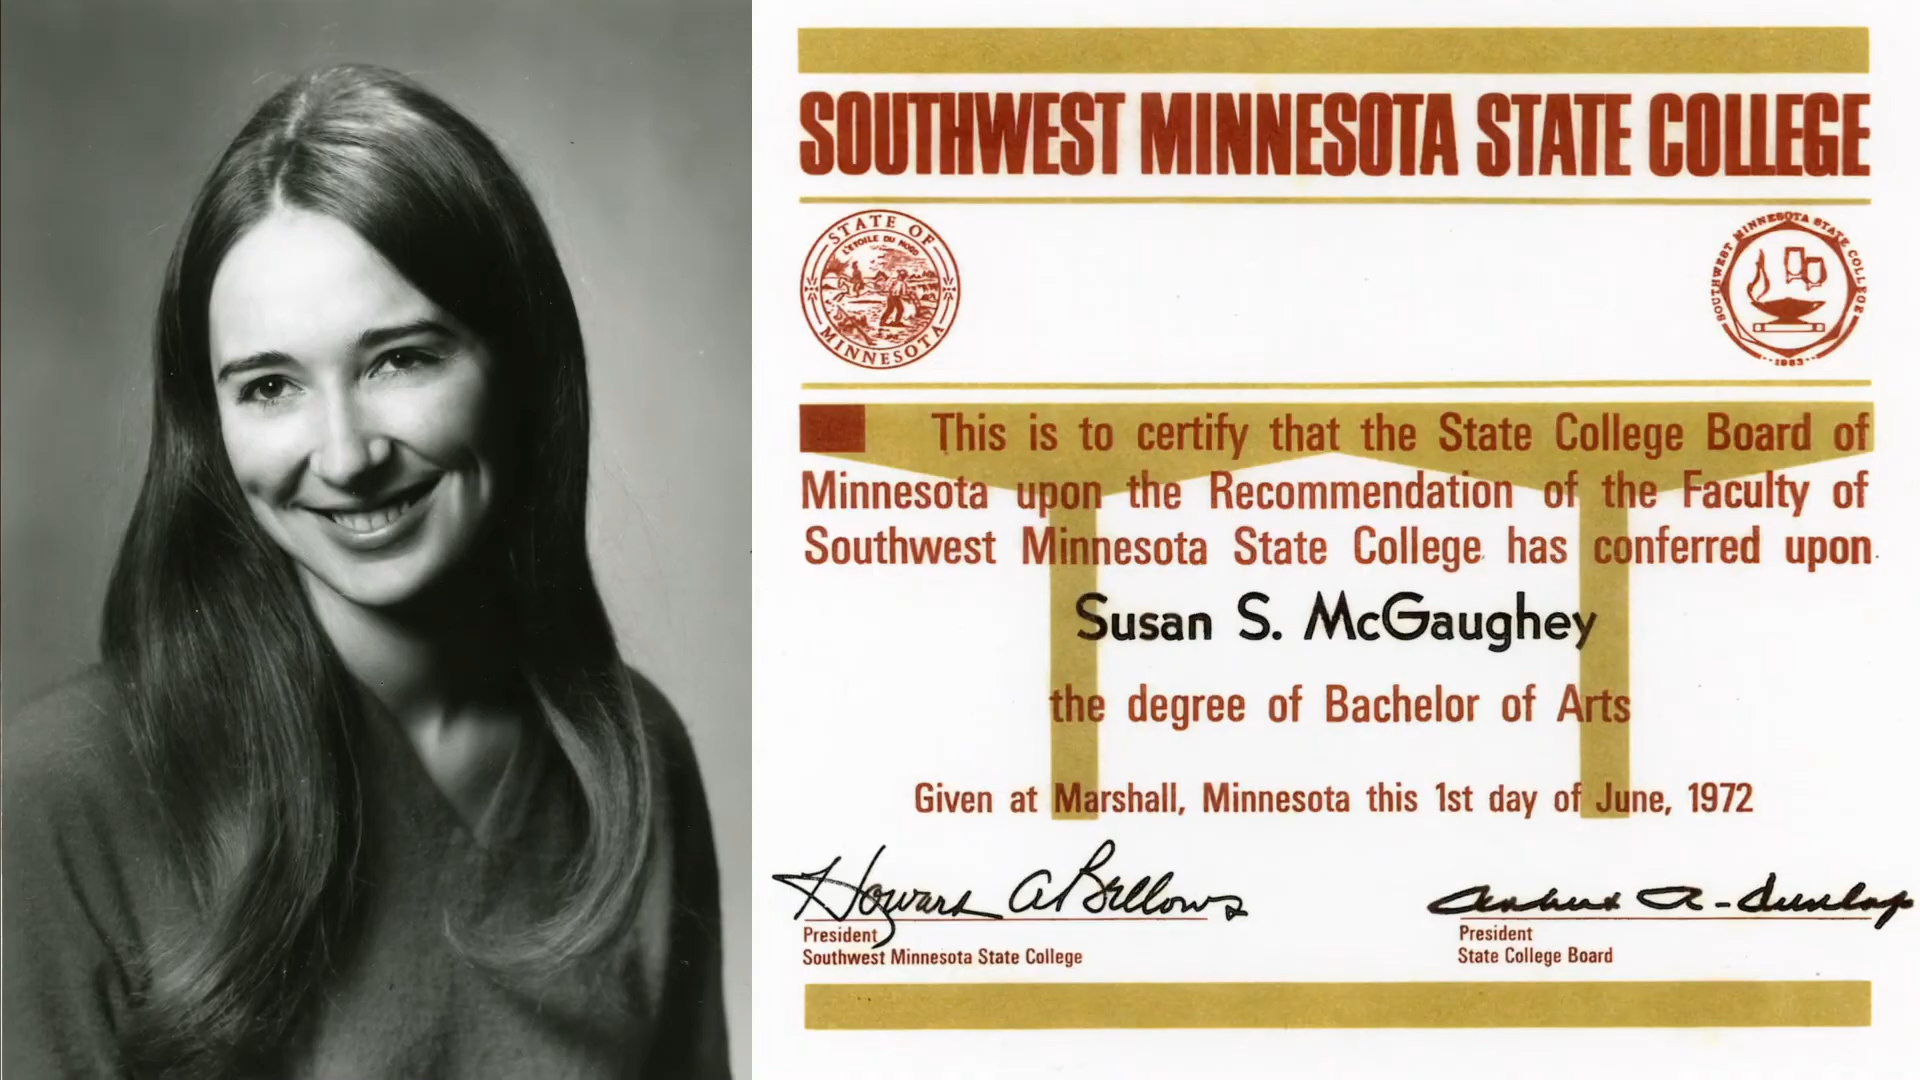 SOUTHWEST MINNESOTA STATE COLLEGE
STATE OF
L'ETOILE DU NORD
MINNESOTA
SOUTHWEST MINNESOTA STATE COLLEGE
1963
This is to certify that the State College Board of
Minnesota upon the Recommendation of the Faculty of
Southwest Minnesota State College has conferred upon
Susan S. McGaughey
the degree of Bachelor of Arts
Given at Marshall, Minnesota this 1st day of June, 1972
Howard A Bellows
President
Southwest Minnesota State College
A - Dunlap
President
State College Board